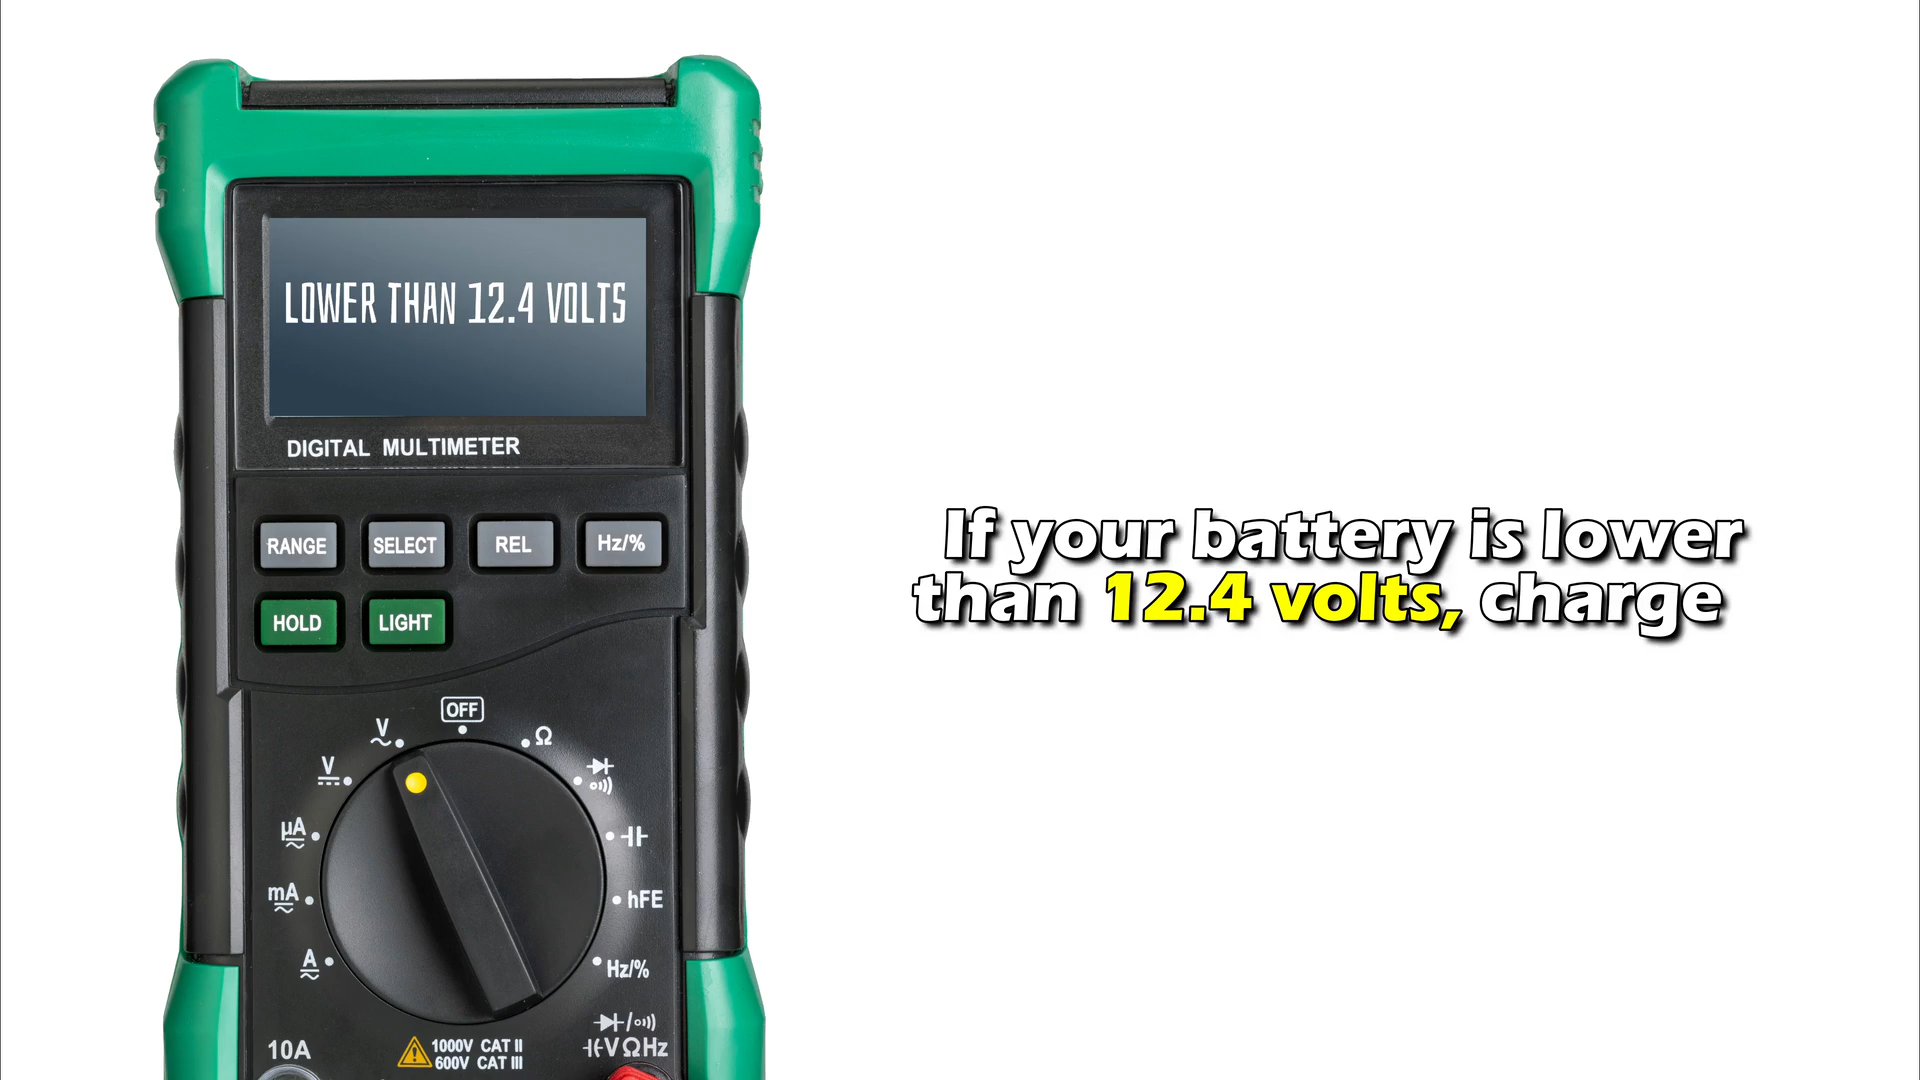 LOWER THAN 12.4 VOLTS
DIGITAL MULTIMETER
RANGE SELECT REL Hz/%
HOLD LIGHT
If your battery is lower
than 12.4 volts, charge
OFF
V
Ω
V
μA
mA
hFE
A
Hz/%
10A
1000V CAT II
600V CAT III
VΩHz